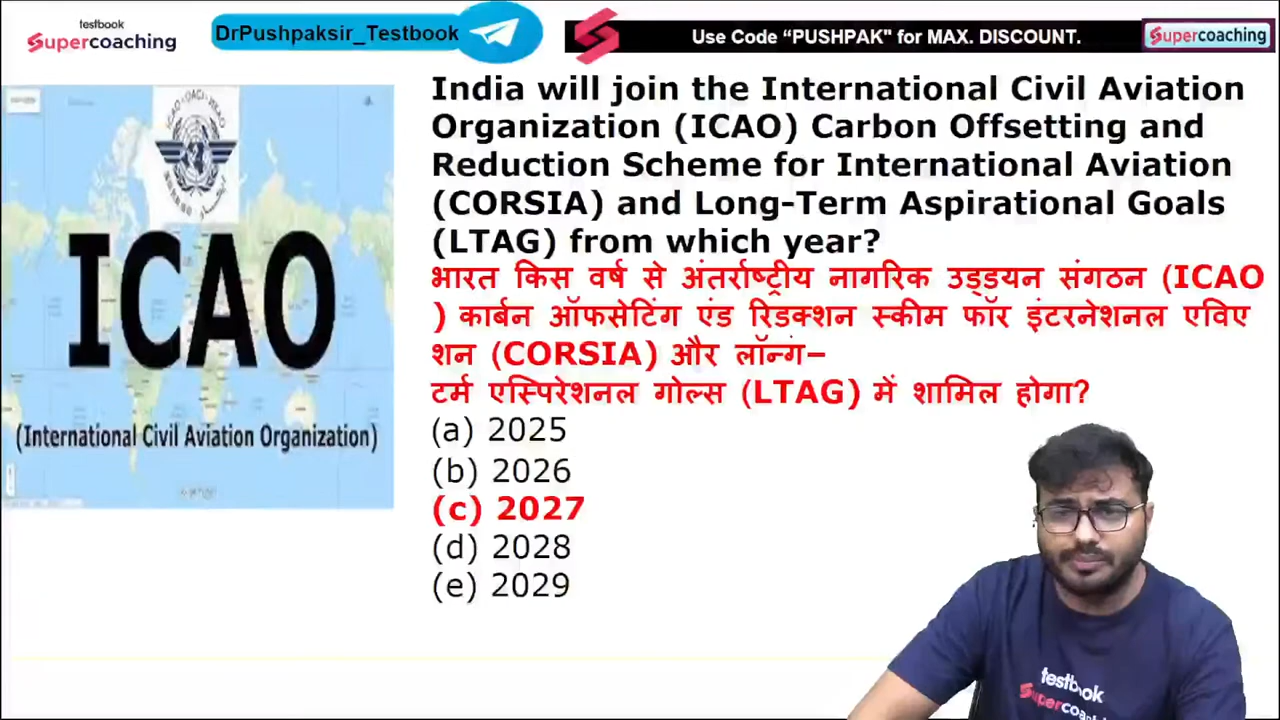 testbook
Supercoaching
DrPushpaksir_Testbook
Use Code “PUSHPAK" for MAX. DISCOUNT.
Supercoaching
ICAO
(International Civil Aviation Organization)
India will join the International Civil Aviation
Organization (ICAO) Carbon Offsetting and
Reduction Scheme for International Aviation
(CORSIA) and Long-Term Aspirational Goals
(LTAG) from which year?
भारत किस वर्ष से अंतर्राष्ट्रीय नागरिक उड्डयन संगठन (ICAO
) कार्बन ऑफसेटिंग एंड रिडक्शन स्कीम फॉर इंटरनेशनल एविए
शन (CORSIA) और लॉन्ग–
टर्म एस्पिरेशनल गोल्स (LTAG) में शामिल होगा?
(a) 2025
(b) 2026
(c) 2027
(d) 2028
(e) 2029
testbook
Supercoaching